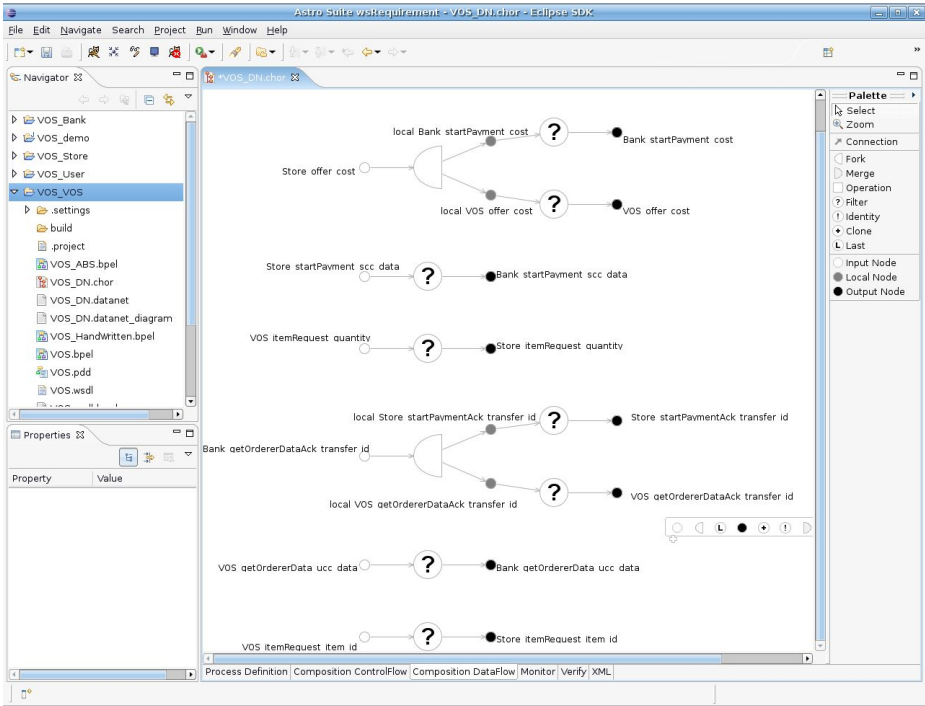 Astro Suite wsRequirement - VOS_DN.chor - Eclipse SDK
File Edit Navigate Search Project Run Window Help
Navigator
*VOS_DN.chor
VOS_Bank
VOS_demo
VOS_Store
VOS_User
VOS_VOS
.settings
build
.project
VOS_ABS.bpel
VOS_DN.chor
VOS_DN.datanet
VOS_DN.datanet_diagram
VOS_HandWritten.bpel
VOS.bpel
VOS.pdd
VOS.wsdl
Properties
Property Value
local Bank startPayment cost
?
Bank startPayment cost
Store offer cost
local VOS offer cost
?
VOS offer cost
Store startPayment scc data
?
Bank startPayment scc data
VOS itemRequest quantity
?
Store itemRequest quantity
local Store startPaymentAck transfer id
?
Store startPaymentAck transfer id
Bank getOrdererDataAck transfer id
local VOS getOrdererDataAck transfer id
?
VOS getOrdererDataAck transfer id
L
!
VOS getOrdererData ucc data
?
Bank getOrdererData ucc data
VOS itemRequest item id
?
Store itemRequest item id
Process Definition Composition ControlFlow Composition DataFlow Monitor Verify XML
Palette
Select
Zoom
Connection
Fork
Merge
Operation
? Filter
! Identity
Clone
L Last
Input Node
Local Node
Output Node